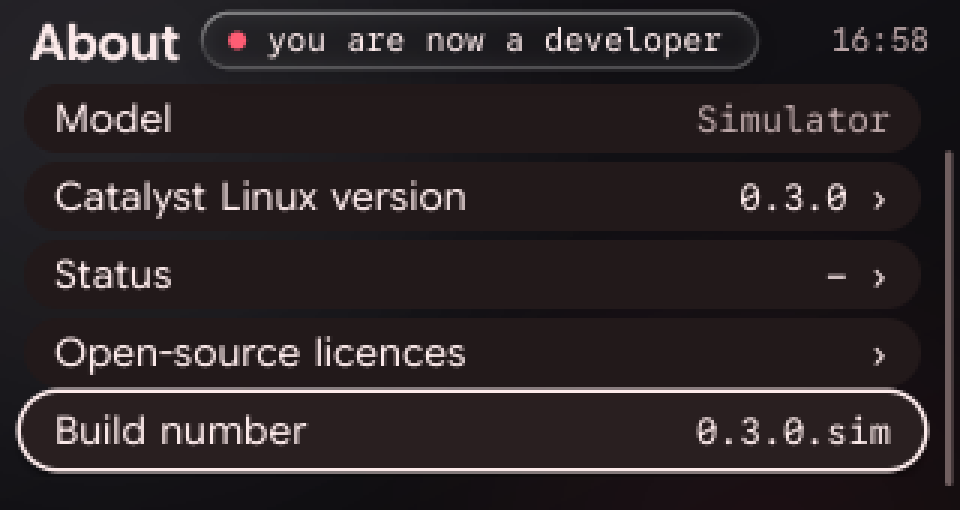 About you are now a developer 16:58
Model Simulator
Catalyst Linux version 0.3.0 ›
Status – ›
Open-source licences ›
Build number 0.3.0.sim